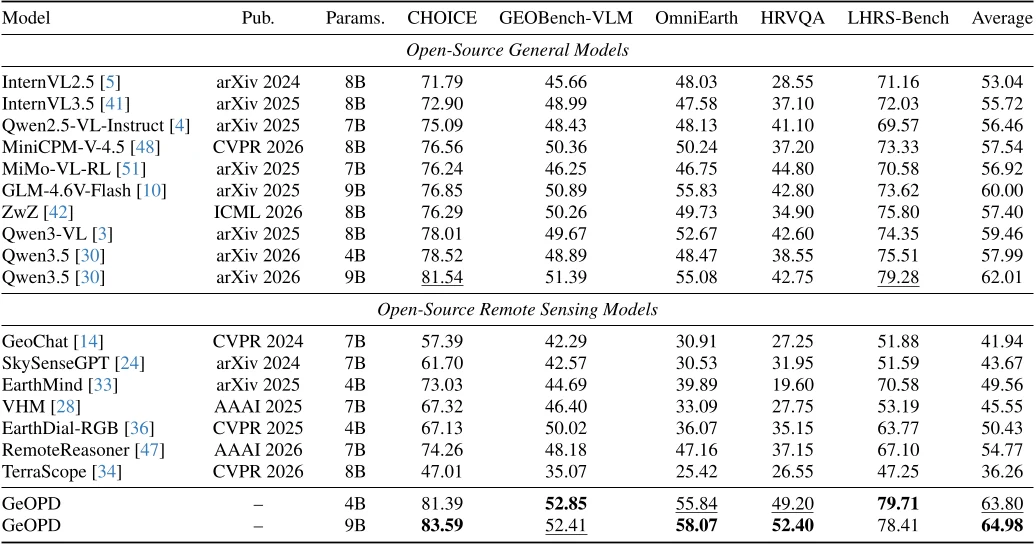 Model Pub. Params. CHOICE GEOBench-VLM OmniEarth HRVQA LHRS-Bench Average
Open-Source General Models
InternVL2.5 [5] arXiv 2024 8B 71.79 45.66 48.03 28.55 71.16 53.04
InternVL3.5 [41] arXiv 2025 8B 72.90 48.99 47.58 37.10 72.03 55.72
Qwen2.5-VL-Instruct [4] arXiv 2025 7B 75.09 48.43 48.13 41.10 69.57 56.46
MiniCPM-V-4.5 [48] CVPR 2026 8B 76.56 50.36 50.24 37.20 73.33 57.54
MiMo-VL-RL [51] arXiv 2025 7B 76.24 46.25 46.75 44.80 70.58 56.92
GLM-4.6V-Flash [10] arXiv 2025 9B 76.85 50.89 55.83 42.80 73.62 60.00
ZwZ [42] ICML 2026 8B 76.29 50.26 49.73 34.90 75.80 57.40
Qwen3-VL [3] arXiv 2025 8B 78.01 49.67 52.67 42.60 74.35 59.46
Qwen3.5 [30] arXiv 2026 4B 78.52 48.89 48.47 38.55 75.51 57.99
Qwen3.5 [30] arXiv 2026 9B 81.54 51.39 55.08 42.75 79.28 62.01
Open-Source Remote Sensing Models
GeoChat [14] CVPR 2024 7B 57.39 42.29 30.91 27.25 51.88 41.94
SkySenseGPT [24] arXiv 2024 7B 61.70 42.57 30.53 31.95 51.59 43.67
EarthMind [33] arXiv 2025 4B 73.03 44.69 39.89 19.60 70.58 49.56
VHM [28] AAAI 2025 7B 67.32 46.40 33.09 27.75 53.19 45.55
EarthDial-RGB [36] CVPR 2025 4B 67.13 50.02 36.07 35.15 63.77 50.43
RemoteReasoner [47] AAAI 2026 7B 74.26 48.18 47.16 37.15 67.10 54.77
TerraScope [34] CVPR 2026 8B 47.01 35.07 25.42 26.55 47.25 36.26
GeOPD – 4B 81.39 52.85 55.84 49.20 79.71 63.80
GeOPD – 9B 83.59 52.41 58.07 52.40 78.41 64.98